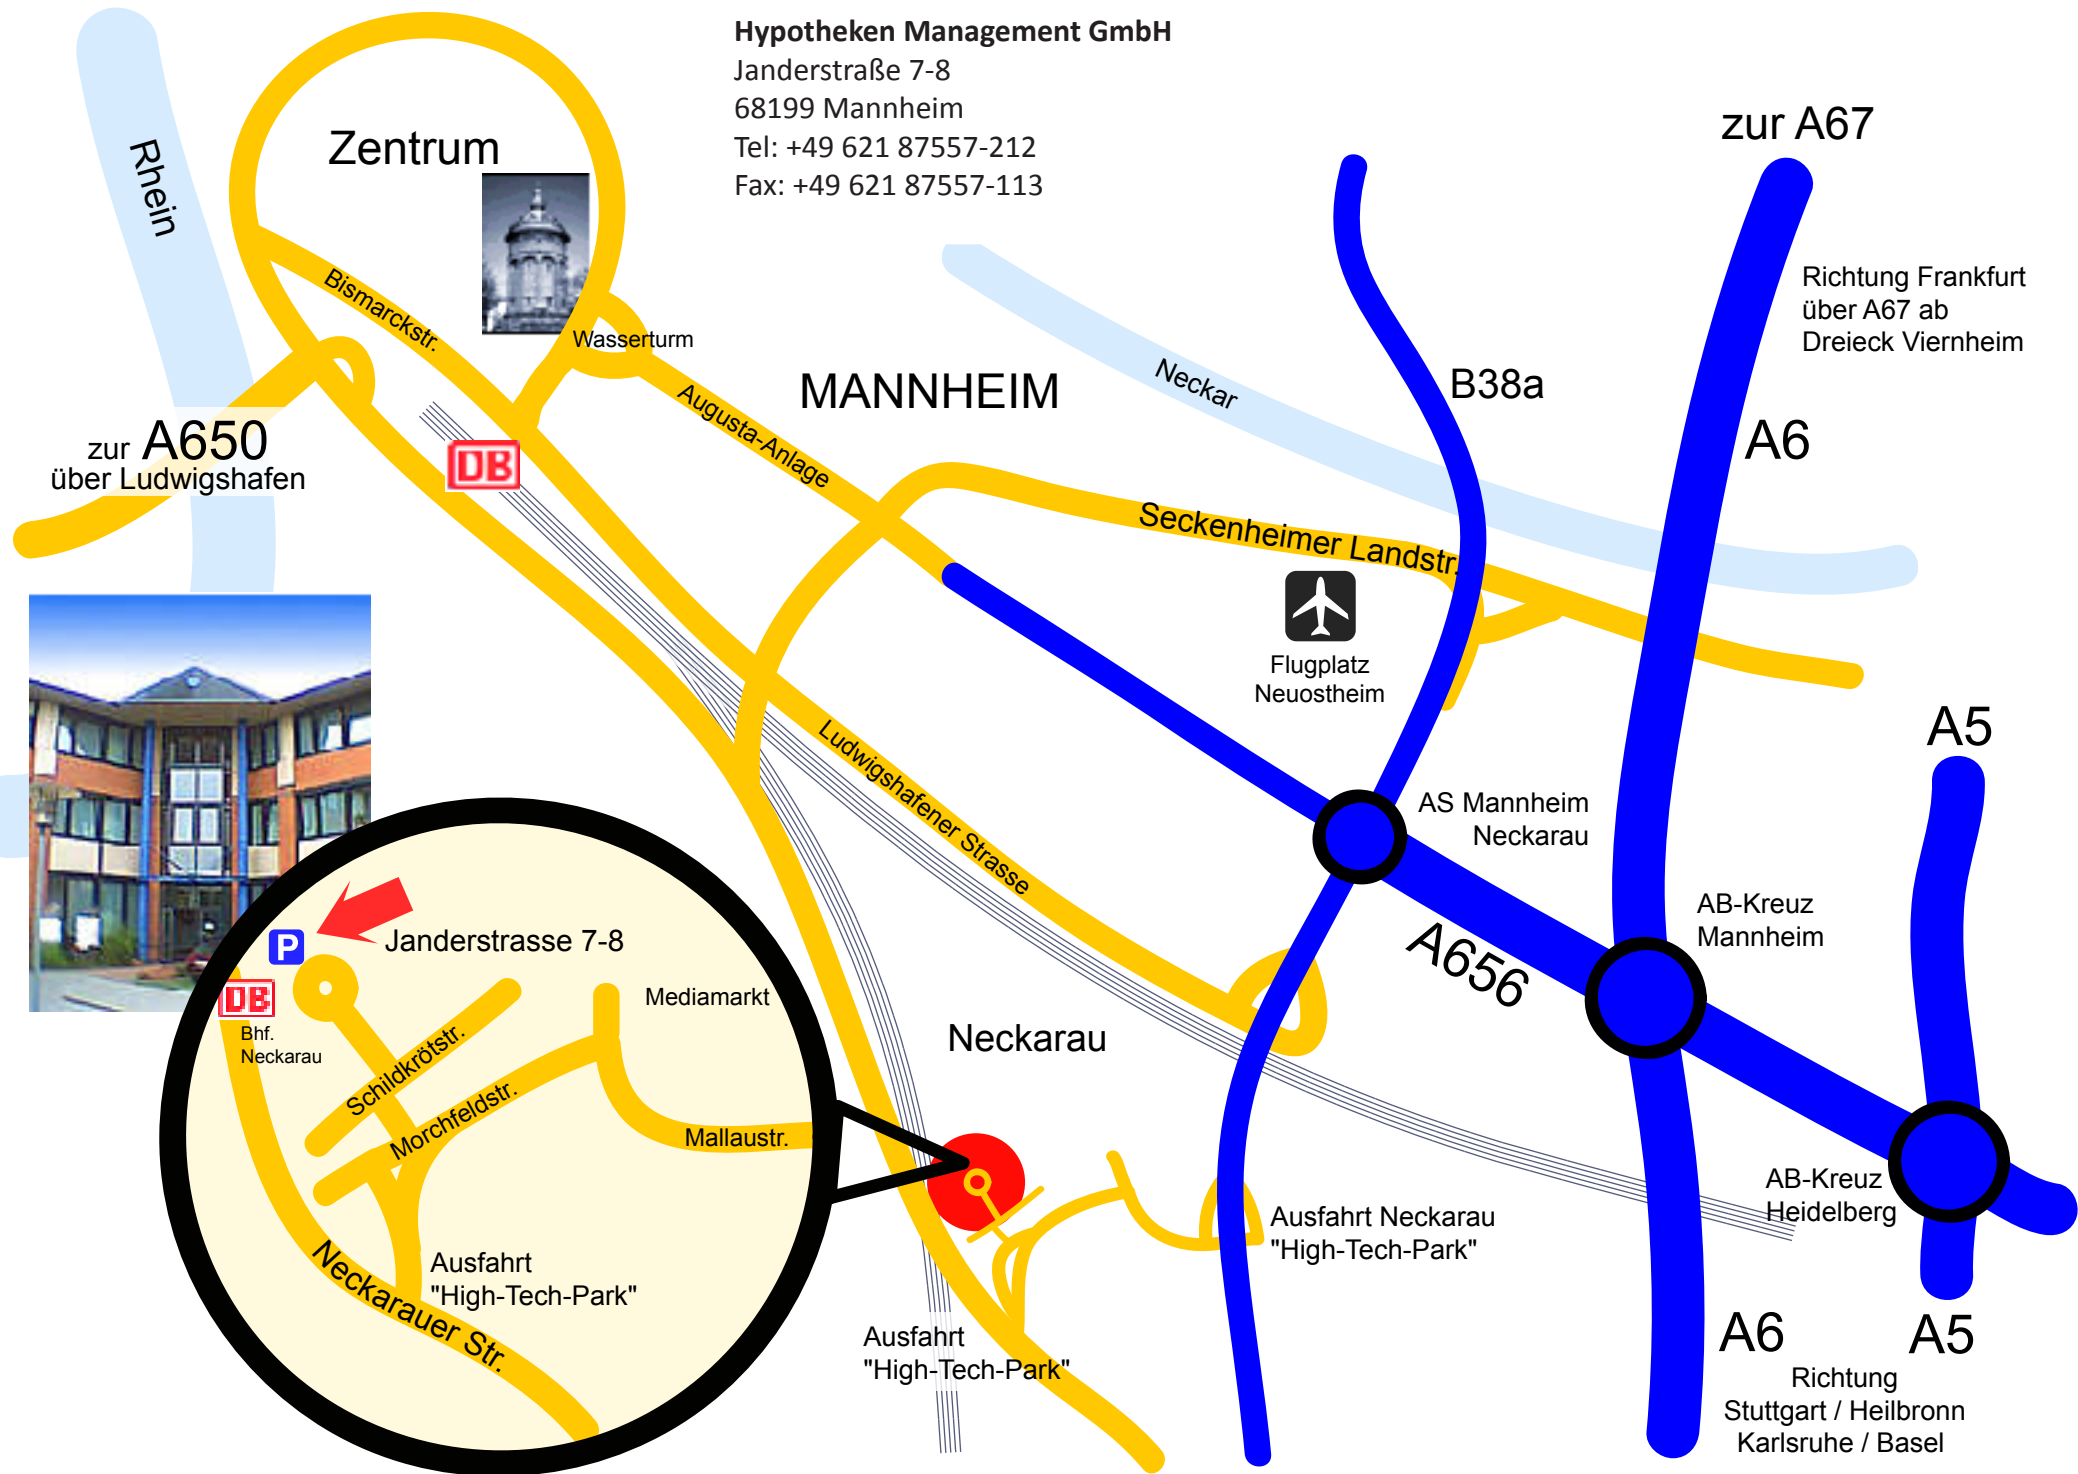 Hypotheken Management GmbH
Janderstraße 7-8
68199 Mannheim
Tel: +49 621 87557-212
Fax: +49 621 87557-113
zur A67
Rhein
Zentrum
Richtung Frankfurt
über A67 ab
Dreieck Viernheim
Bismarckstr.
Wasserturm
MANNHEIM
Neckar
B38a
A6
Augusta-Anlage
zur A650
über Ludwigshafen
DB
Seckenheimer Landstr.
Flugplatz
Neuostheim
A5
Ludwigshafener Strasse
AS Mannheim
Neckarau
AB-Kreuz
Mannheim
A656
P
Janderstrasse 7-8
DB
Bhf.
Neckarau
Mediamarkt
Schildkrötstr.
Morchfeldstr.
Mallaustr.
Neckarau
AB-Kreuz
Heidelberg
Ausfahrt Neckarau
"High-Tech-Park"
Ausfahrt
"High-Tech-Park"
Neckarauer Str.
Ausfahrt
"High-Tech-Park"
A6
A5
Richtung
Stuttgart / Heilbronn
Karlsruhe / Basel